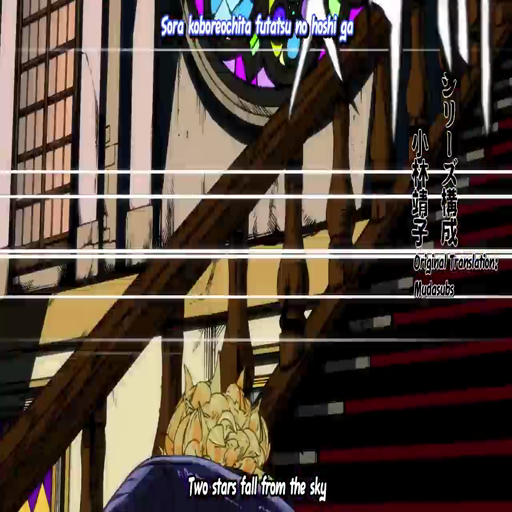 Sora koboreochita futatsu no hoshi ga
シリーズ構成
小林靖子
Original Translation:
Mudasubs
Two stars fall from the sky